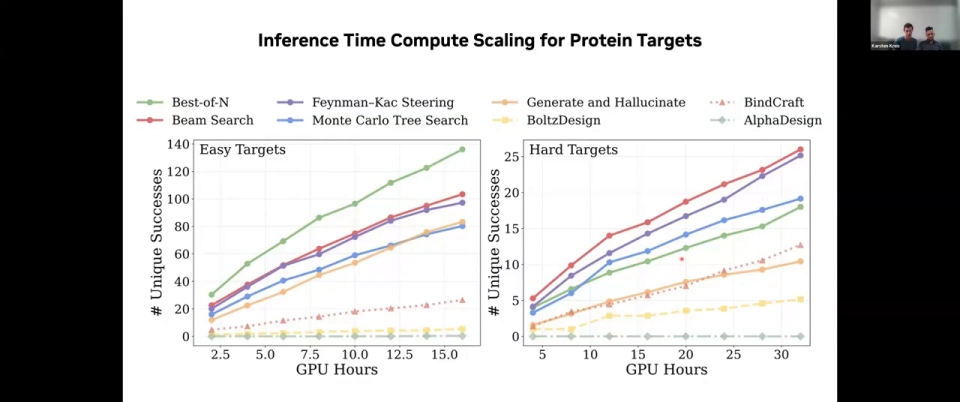 Inference Time Compute Scaling for Protein Targets
Karsten Kreis
Best-of-N
Feynman–Kac Steering
Generate and Hallucinate
BindCraft
Beam Search
Monte Carlo Tree Search
BoltzDesign
AlphaDesign
Easy Targets
# Unique Successes
140
120
100
80
60
40
20
0
2.5 5.0 7.5 10.0 12.5 15.0
GPU Hours
Hard Targets
# Unique Successes
25
20
15
10
5
0
5 10 15 20 25 30
GPU Hours